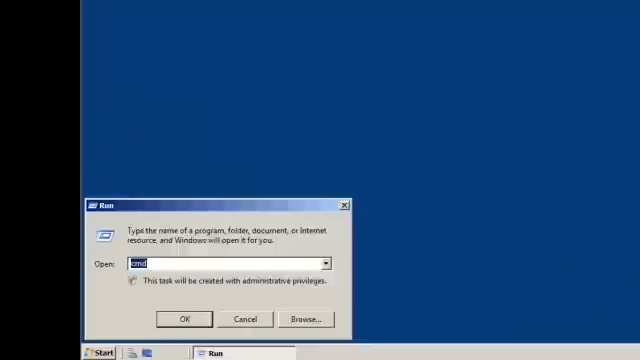 Run
Type the name of a program, folder, document, or Internet
resource, and Windows will open it for you.
Open: cmd
This task will be created with administrative privileges.
OK Cancel Browse...
Start Run